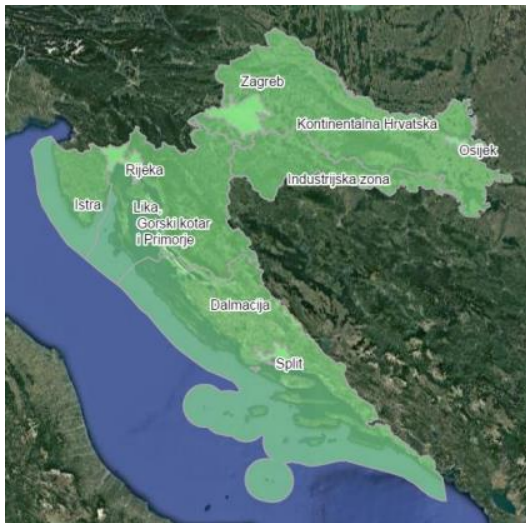 Zagreb
Kontinentalna Hrvatska
Osijek
Rijeka
Industrijska zona
Istra
Lika,
Gorski kotar
i Primorje
Dalmacija
Split